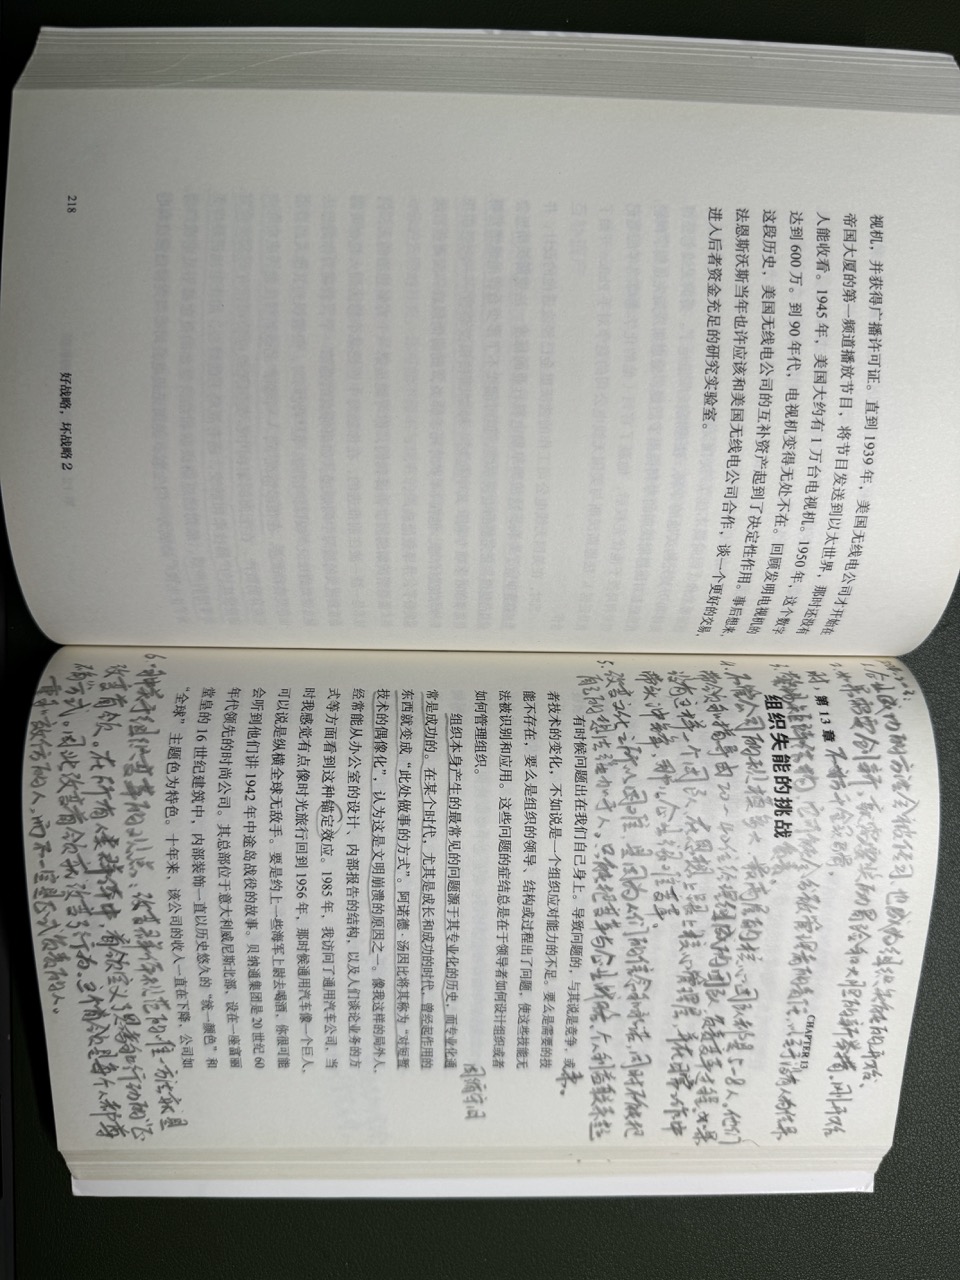 视机，并获得广播许可证。直到 1939 年，美国无线电公司才开始在
帝国大厦的第一频道播放节目，将节目发送到以太世界，那时还没有
人能收看。1945 年，美国大约有 1 万台电视机。1950 年，这个数字
达到 600 万。到 90 年代，电视机变得无处不在。回顾发明电视机的
这段历史，美国无线电公司的互补资产起到了决定性作用。事后想来，
法恩斯沃斯当年也许应该和美国无线电公司合作，谈一个更好的交易，
进入后者资金充足的研究实验室。
218
好战略，坏战略 2
1. 企业成功的方法会被传习，也成为组织失能的开始。
2. 如果需要创新，就需要奖励冒险和大胆的新举措，刚开始
时，不
第 13 章
CHAPTER 13
3. 矩阵结构，也可能会分散管理者的责任，以至于没有人为结果
负责。
组织失能的挑战
4. 不管公司的规模多大，最高层的核心团队都是5-8人，他们
带领和指导由20-40位经理组成的团队，负责变革过程，如果
没有这样一个团队，在思想上跟上核心管理层，并在日常工作中
带头冲锋，那么企业很难变革。
5. 改变文化之所以困难，是因为人们的信念和承诺，同时不能把
自己的想法强加于人。只能把变革与企业战略、个人利益联系起
来。
有时候问题出在我们自己身上。导致问题的，与其说是竞争，或
者技术的变化，不如说是一个组织应对能力的不足。要么是需要的技
能不存在，要么是组织的领导、结构或过程出了问题，使这些技能无
法被识别和应用。这些问题的症结总是在于领导者如何设计组织或者
如何管理组织。
因循守旧
组织本身产生的最常见的问题源于其专业化的历史，而专业化通
常是成功的。在某个时代，尤其是成长和成功的时代，曾经起作用的
东西就变成“此处做事的方式”。阿诺德·汤因比将其称为“对短暂
技术的偶像化”，认为这是文明崩溃的原因之一。像我这样的局外人，
经常能从办公室的设计、内部报告的结构，以及人们谈论业务的方
式等方面看到这种锚定效应。1985 年，我访问了通用汽车公司，当
时我感觉有点像时光旅行回到 1956 年，那时候通用汽车像一个巨人，
可以说是纵横全球无敌手。要是约上一些海军上尉去喝酒，你很可能
会听到他们讲 1942 年中途岛战役的故事。贝纳通集团是 20 世纪 60
年代领先的时尚公司。其总部位于意大利威尼斯北部，设在一座富丽
堂皇的 16 世纪建筑中，内部装饰一直以历史悠久的“统一颜色”和
“全球”主题色为特色。十年来，该公司的收入一直在下降，公司如
6. 一种关于组织变革的观点：改变群体规范的唯一方法就是
改变首领。在所有人类群体中，首领定义了思考和行动的“正
确”方式。因此改变首领就改变了行为。这个首领是每个人都尊
重和效仿的人，而不一定是正式负责的人。